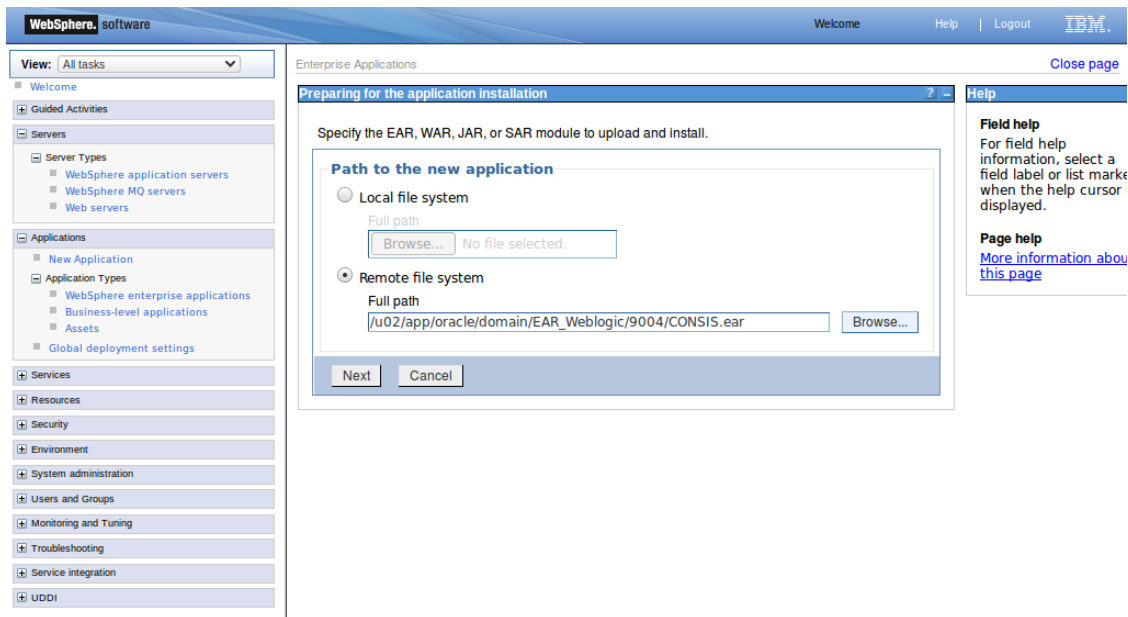 WebSphere. software
Welcome Help | Logout IBM.
View: All tasks
Welcome
Guided Activities
Servers
Server Types
WebSphere application servers
WebSphere MQ servers
Web servers
Applications
New Application
Application Types
WebSphere enterprise applications
Business-level applications
Assets
Global deployment settings
Services
Resources
Security
Environment
System administration
Users and Groups
Monitoring and Tuning
Troubleshooting
Service integration
UDDI
Enterprise Applications
Close page
Preparing for the application installation ? –
Specify the EAR, WAR, JAR, or SAR module to upload and install.
Path to the new application
Local file system
Full path
Browse... No file selected.
Remote file system
Full path
/u02/app/oracle/domain/EAR_Weblogic/9004/CONSIS.ear Browse...
Next Cancel
Help
Field help
For field help
information, select a
field label or list marke
when the help cursor
displayed.
Page help
More information abou
this page